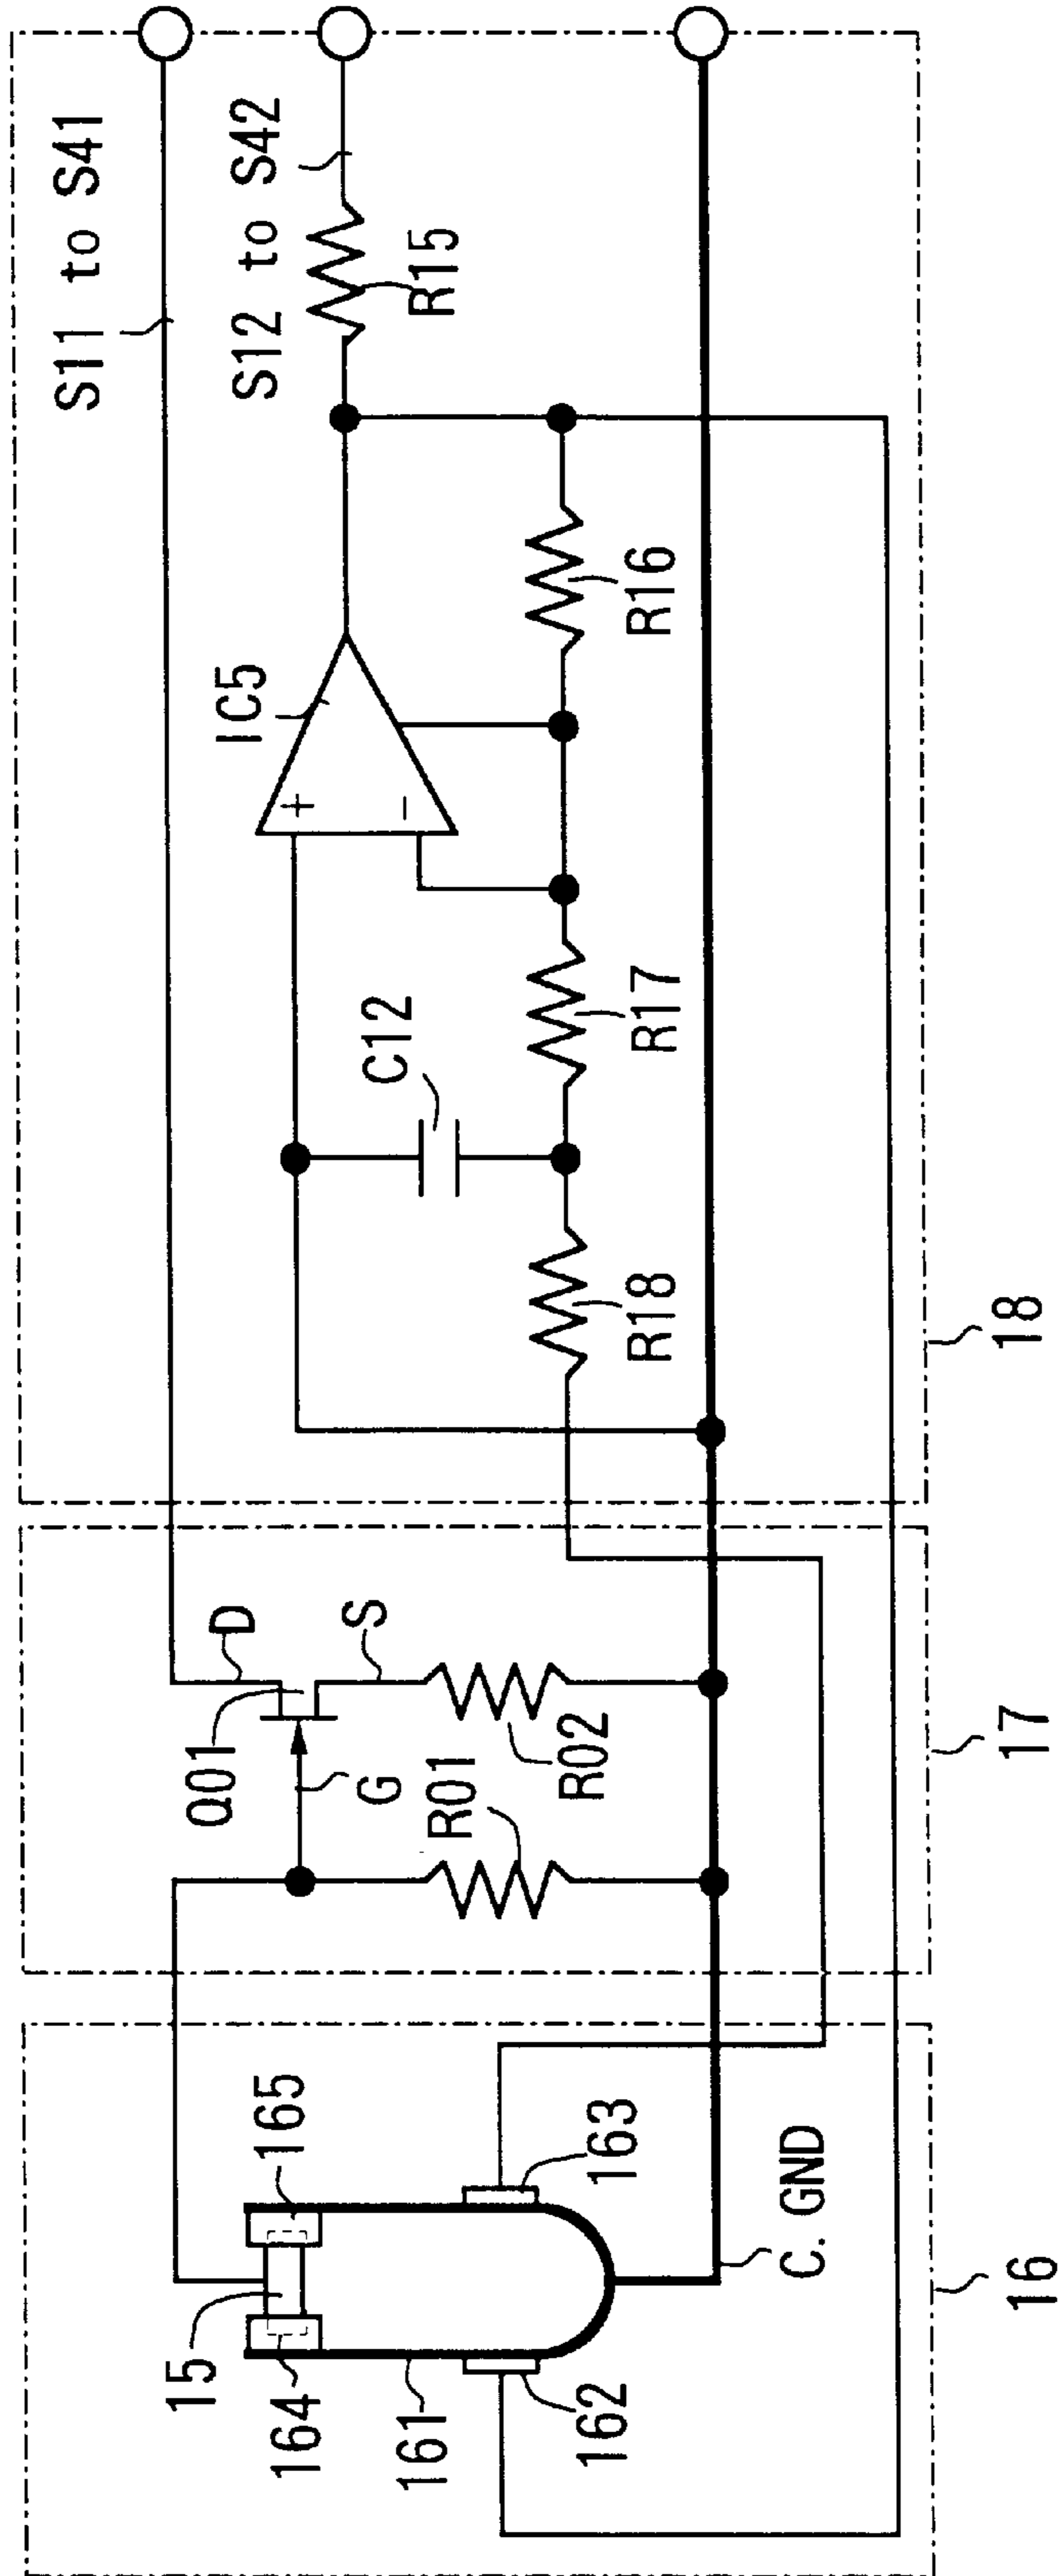 S11 to S41
S12 to S42
R15
IC5
+
−
R16
C12
R17
R18
18
D
S
Q01
G
R01
R02
17
165
15
164
163
161
162
C. GND
16